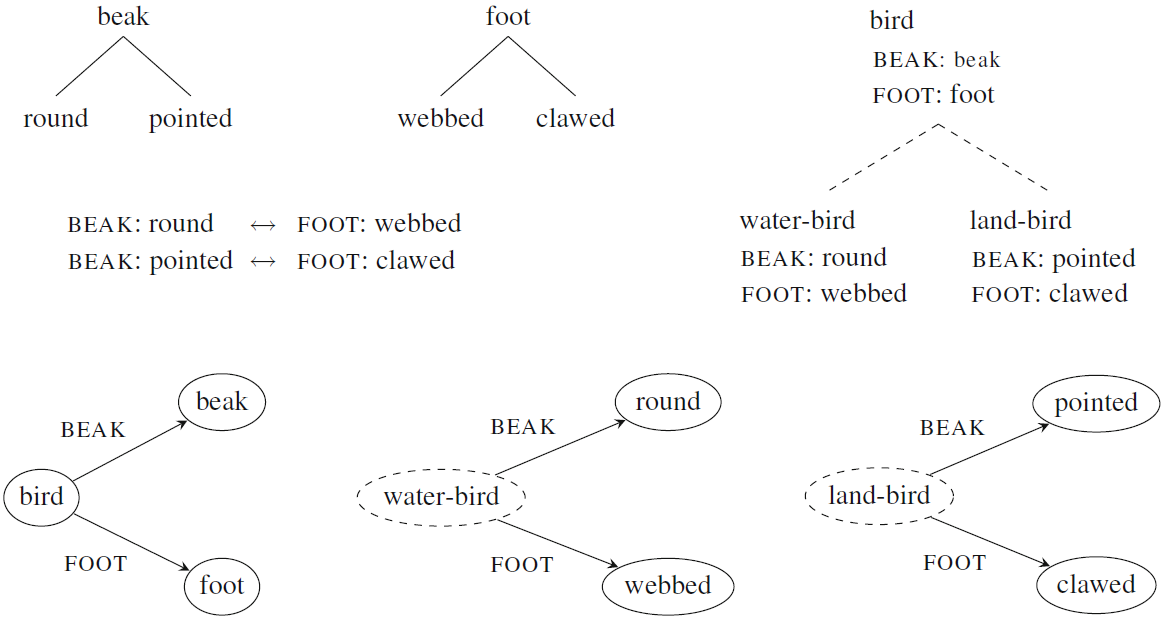 beak
round pointed
foot
webbed clawed
bird
BEAK: beak
FOOT: foot
water-bird
BEAK: round
FOOT: webbed
land-bird
BEAK: pointed
FOOT: clawed
BEAK: round ↔ FOOT: webbed
BEAK: pointed ↔ FOOT: clawed
beak
BEAK
bird
FOOT
foot
round
BEAK
water-bird
FOOT
webbed
pointed
BEAK
land-bird
FOOT
clawed